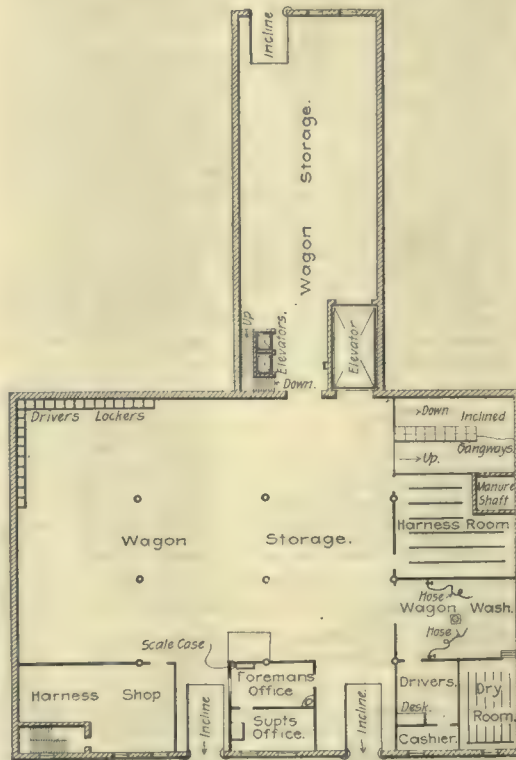 Incline
Wagon Storage.
Up
Elevators.
Down.
Elevator
Drivers Lockers
Down Inclined
Gangways.
Up.
Manure
Shaft
Harness Room
Wagon Storage.
Hose
Wagon Wash.
Hose
Scale Case
Foremans
Office
Harness Shop
Incline
Supts
Office.
Incline.
Drivers.
Desk.
Cashier.
Dry
Room.